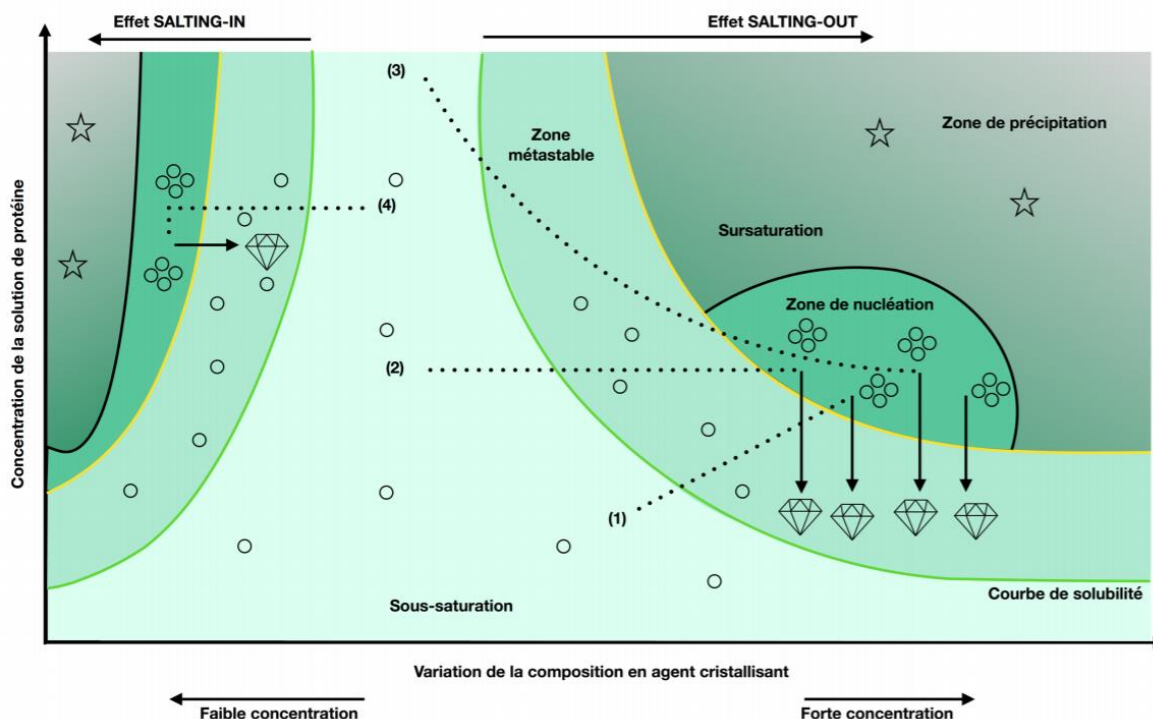 Effet SALTING-IN
Effet SALTING-OUT
(3)
Zone
métastable
Zone de précipitation
(4)
Sursaturation
Zone de nucléation
(2)
(1)
Concentration de la solution de protéine
Sous-saturation
Courbe de solubilité
Variation de la composition en agent cristallisant
Faible concentration
Forte concentration